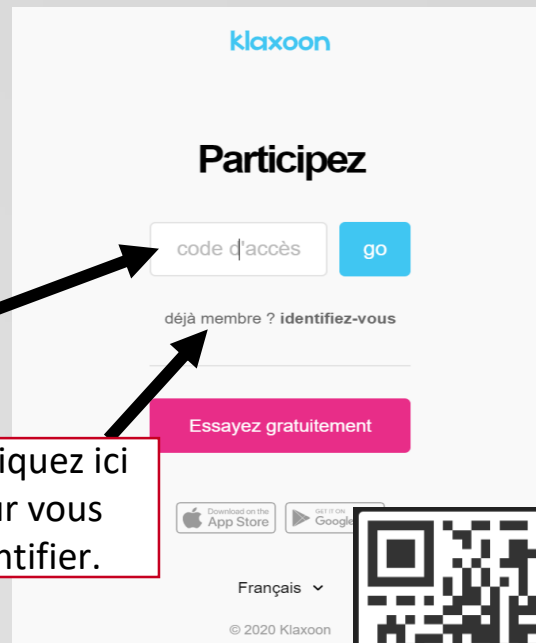 klaxoon
Participez
code d'accès
go
déjà membre ? identifiez-vous
Essayez gratuitement
iquez ici
ur vous
ntifier.
Download on the
App Store
GET IT ON
Google
Français
© 2020 Klaxoon